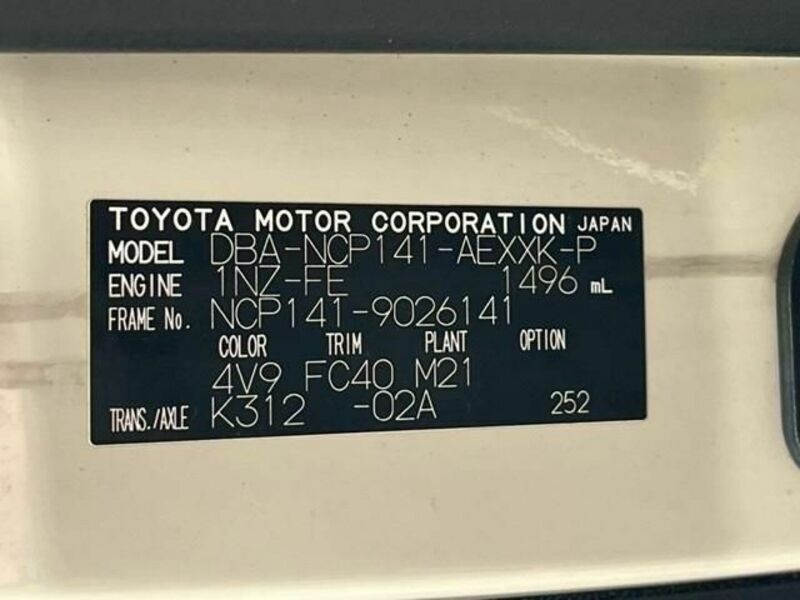 TOYOTA MOTOR CORPORATION JAPAN
MODEL DBA-NCP141-AEXXK-P
ENGINE 1NZ-FE 1496 mL
FRAME No. NCP141-9026141
COLOR TRIM PLANT OPTION
4V9 FC40 M21
TRANS./AXLE K312 -02A 252